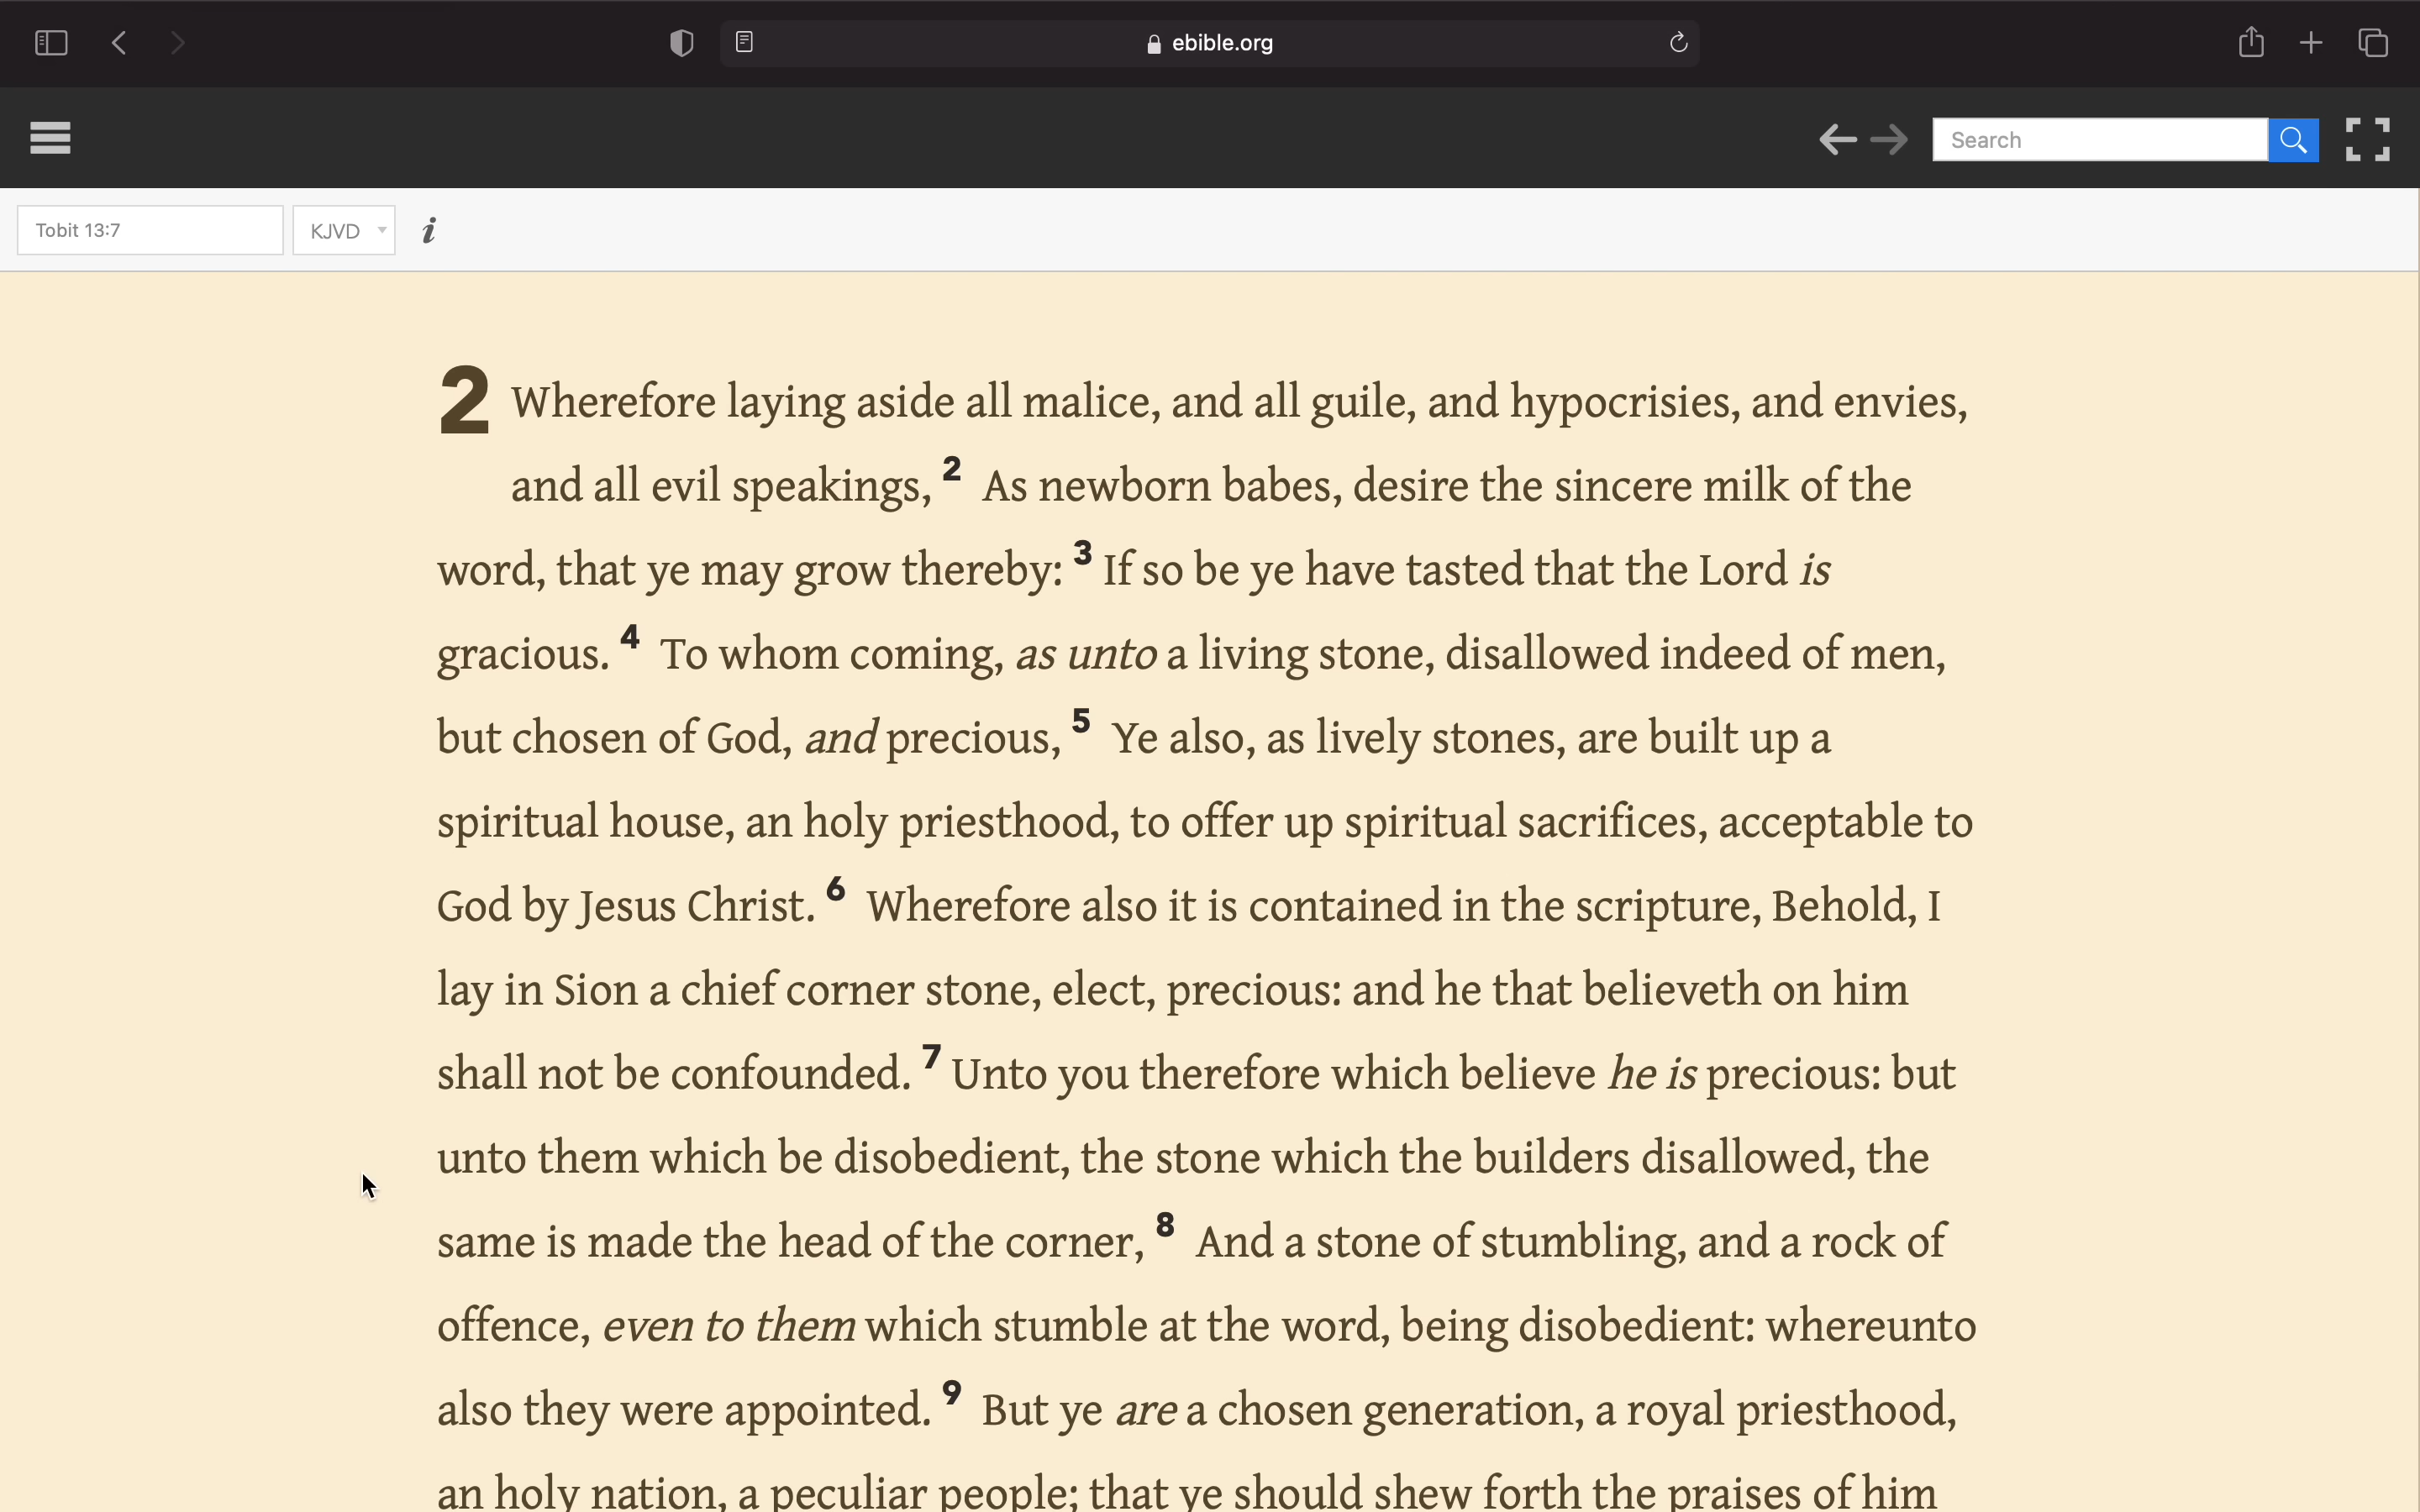 ebible.org
Search
Tobit 13:7
KJVD
i
2 Wherefore laying aside all malice, and all guile, and hypocrisies, and envies,
and all evil speakings, 2 As newborn babes, desire the sincere milk of the
word, that ye may grow thereby: 3 If so be ye have tasted that the Lord is
gracious. 4 To whom coming, as unto a living stone, disallowed indeed of men,
but chosen of God, and precious, 5 Ye also, as lively stones, are built up a
spiritual house, an holy priesthood, to offer up spiritual sacrifices, acceptable to
God by Jesus Christ. 6 Wherefore also it is contained in the scripture, Behold, I
lay in Sion a chief corner stone, elect, precious: and he that believeth on him
shall not be confounded. 7 Unto you therefore which believe he is precious: but
unto them which be disobedient, the stone which the builders disallowed, the
same is made the head of the corner, 8 And a stone of stumbling, and a rock of
offence, even to them which stumble at the word, being disobedient: whereunto
also they were appointed. 9 But ye are a chosen generation, a royal priesthood,
an holy nation, a peculiar people; that ye should shew forth the praises of him